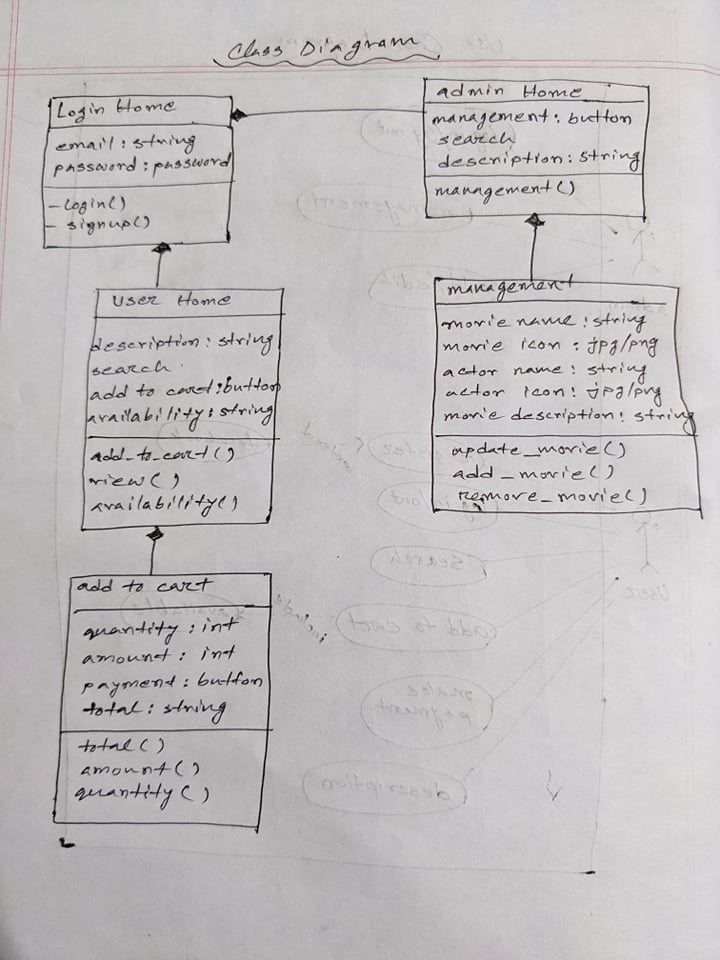 Class Diagram
Login Home
email : string
password : password
- login()
- signup()
admin Home
management : button
search
description : string
management()
User Home
description : string
search
add to cart : button
availability : string
add_to_cart()
view()
availability()
management
movie name : string
movie icon : jpg/png
actor name : string
actor icon : jpg/png
movie description : string
update_movie()
add_movie()
remove_movie()
add to cart
quantity : int
amount : int
payment : button
total : string
total()
amount()
quantity()